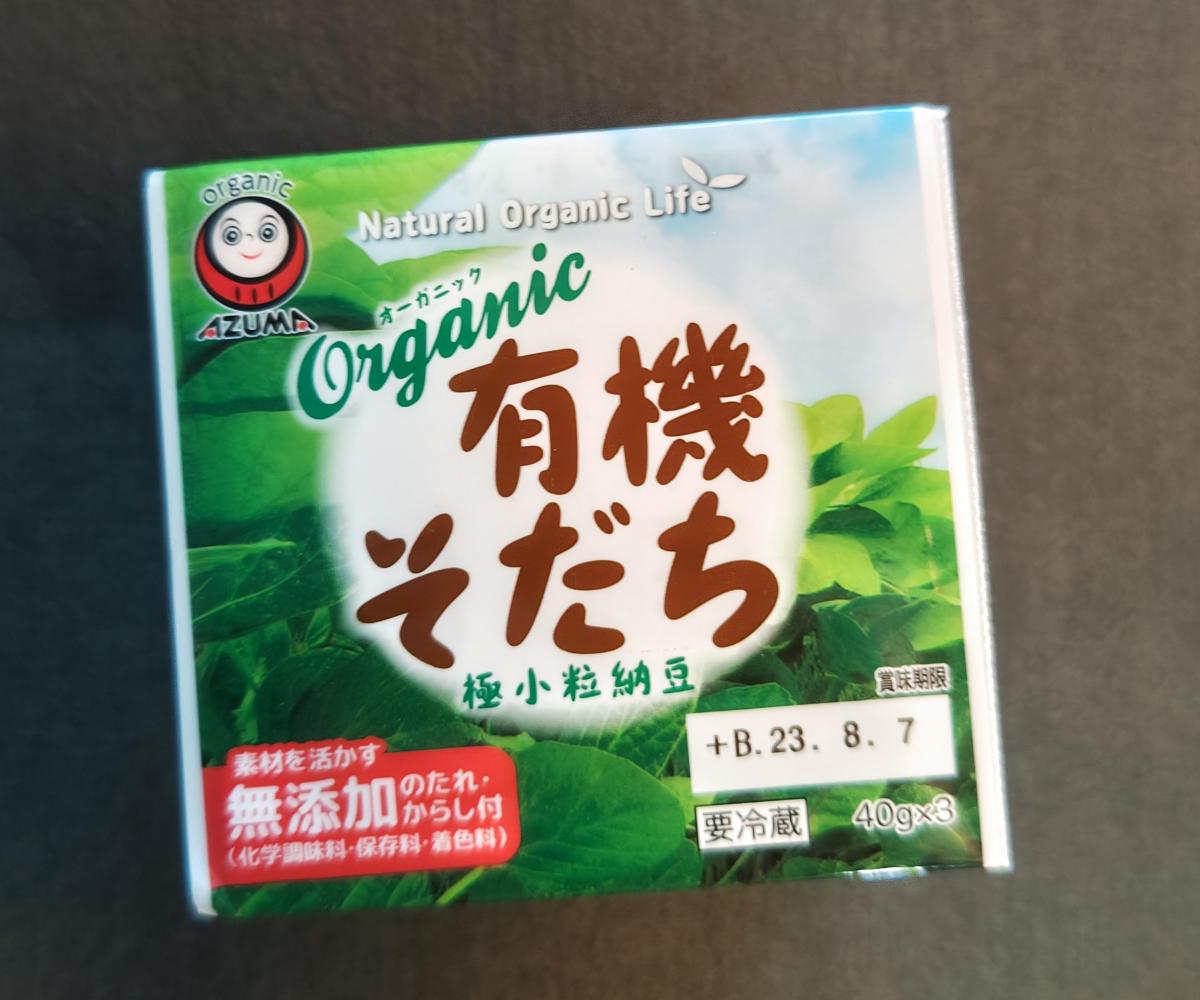 organic
AZUMA
Natural Organic Life
オーガニック
Organic
有機
そだち
極小粒納豆
素材を活かす
無添加のたれ・からし付
(化学調味料・保存料・着色料)
賞味期限
+B.23. 8. 7
要冷蔵
40g×3